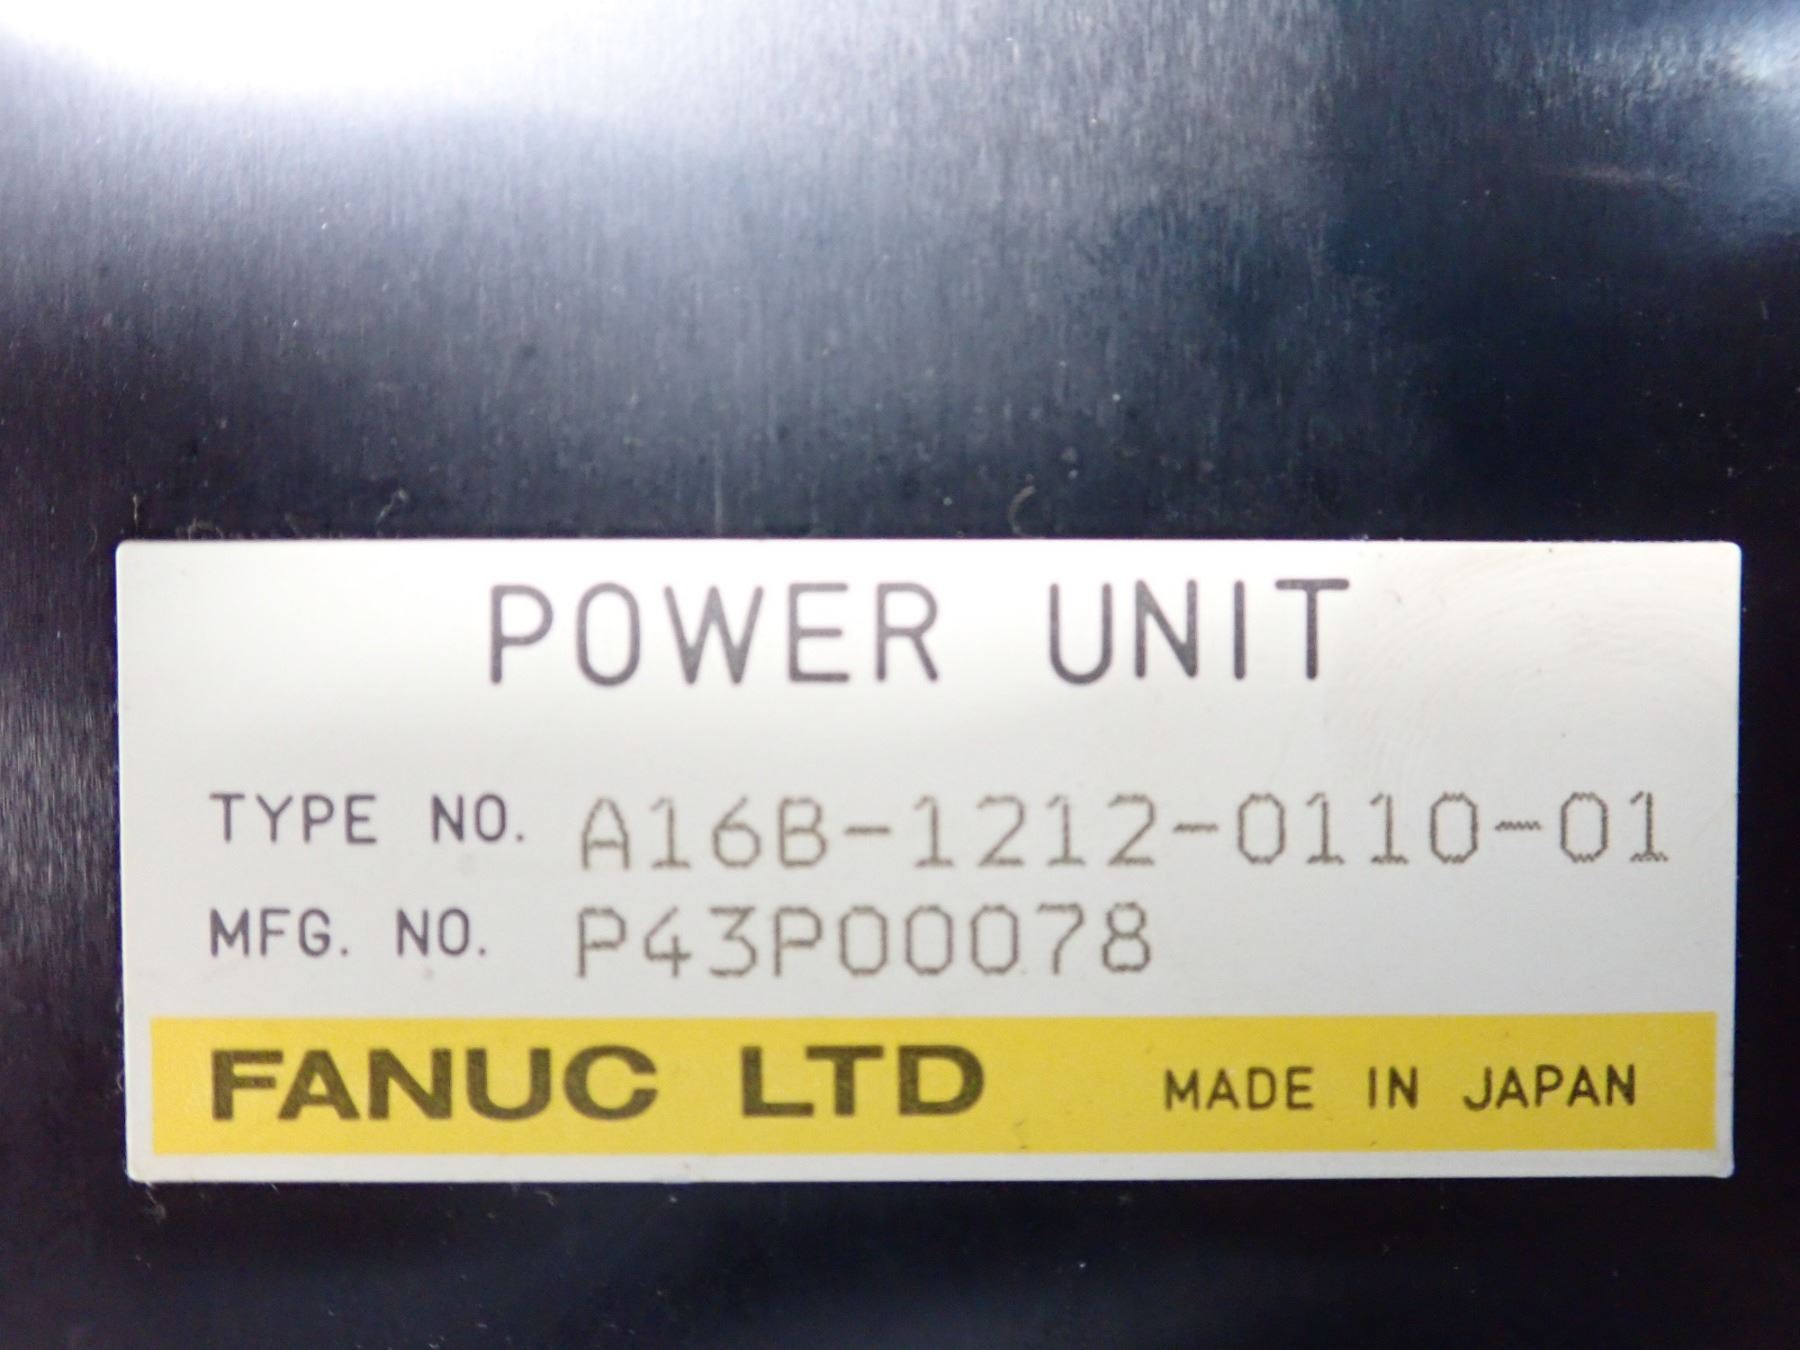 POWER UNIT
TYPE NO. A16B-1212-0110-01
MFG. NO. P43P00078
FANUC LTD MADE IN JAPAN